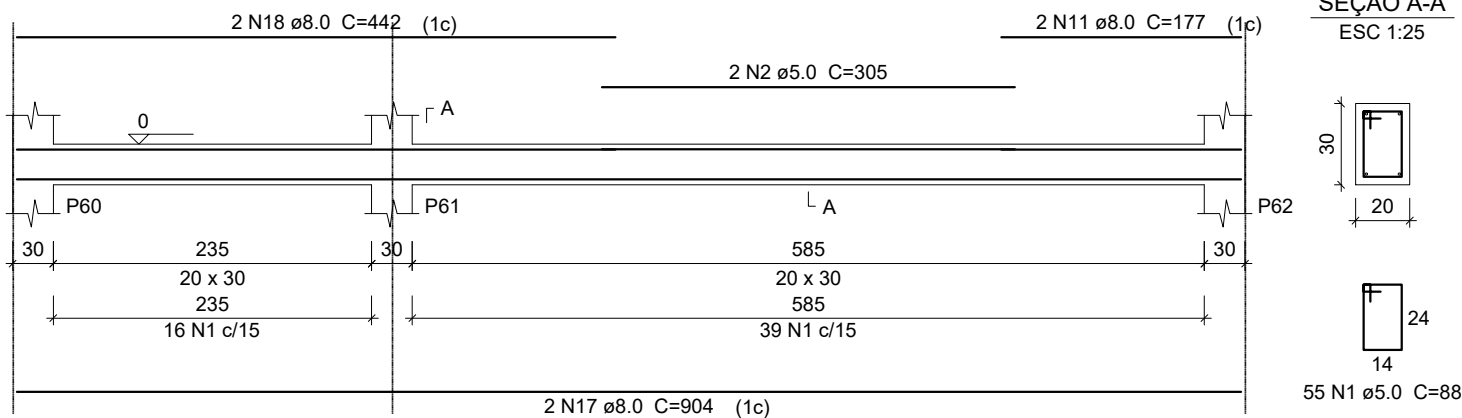 2 N18 ø8.0 C=442 (1c)
2 N11 ø8.0 C=177 (1c)
SEÇÃO A-A
ESC 1:25
2 N2 ø5.0 C=305
A
0
30
20
P60
P61
A
P62
30
235
30
585
30
20 x 30
20 x 30
235
585
16 N1 c/15
39 N1 c/15
24
14
55 N1 ø5.0 C=88
2 N17 ø8.0 C=904 (1c)